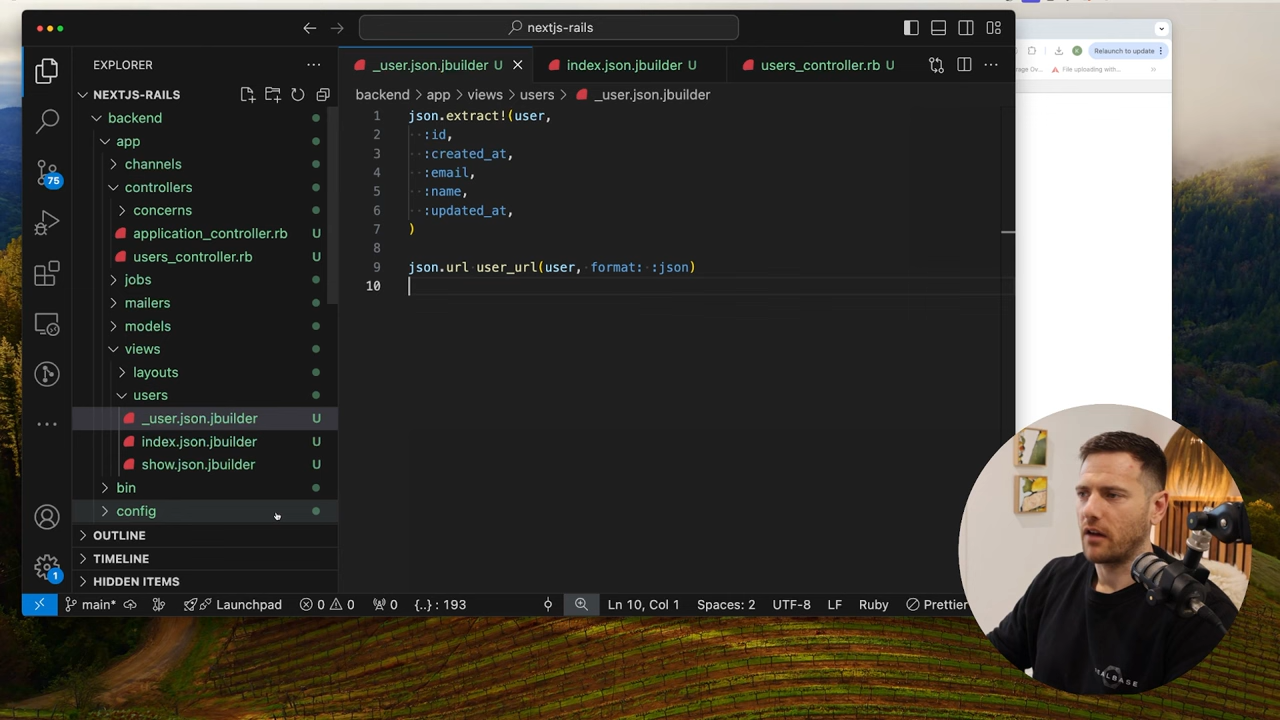 nextjs-rails
Relaunch to update
File uploading with...
EXPLORER
_user.json.jbuilder U
index.json.jbuilder U
users_controller.rb U
NEXTJS-RAILS
backend > app > views > users > _user.json.jbuilder
backend
app
channels
controllers
concerns
application_controller.rb U
users_controller.rb U
jobs
mailers
models
views
layouts
users
_user.json.jbuilder U
index.json.jbuilder U
show.json.jbuilder U
bin
config
OUTLINE
TIMELINE
HIDDEN ITEMS
75
1
1 json.extract!(user,
2 :id,
3 :created_at,
4 :email,
5 :name,
6 :updated_at,
7 )
8
9 json.url user_url(user, format: :json)
10
main* Launchpad 0 0 0 {..} : 193 Ln 10, Col 1 Spaces: 2 UTF-8 LF Ruby Prettier